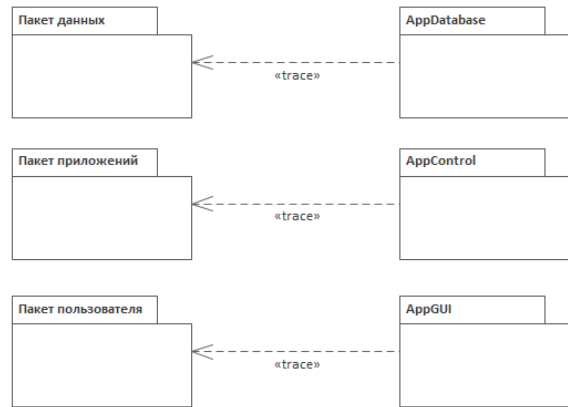 Пакет данных
AppDatabase
«trace»
Пакет приложений
AppControl
«trace»
Пакет пользователя
AppGUI
«trace»